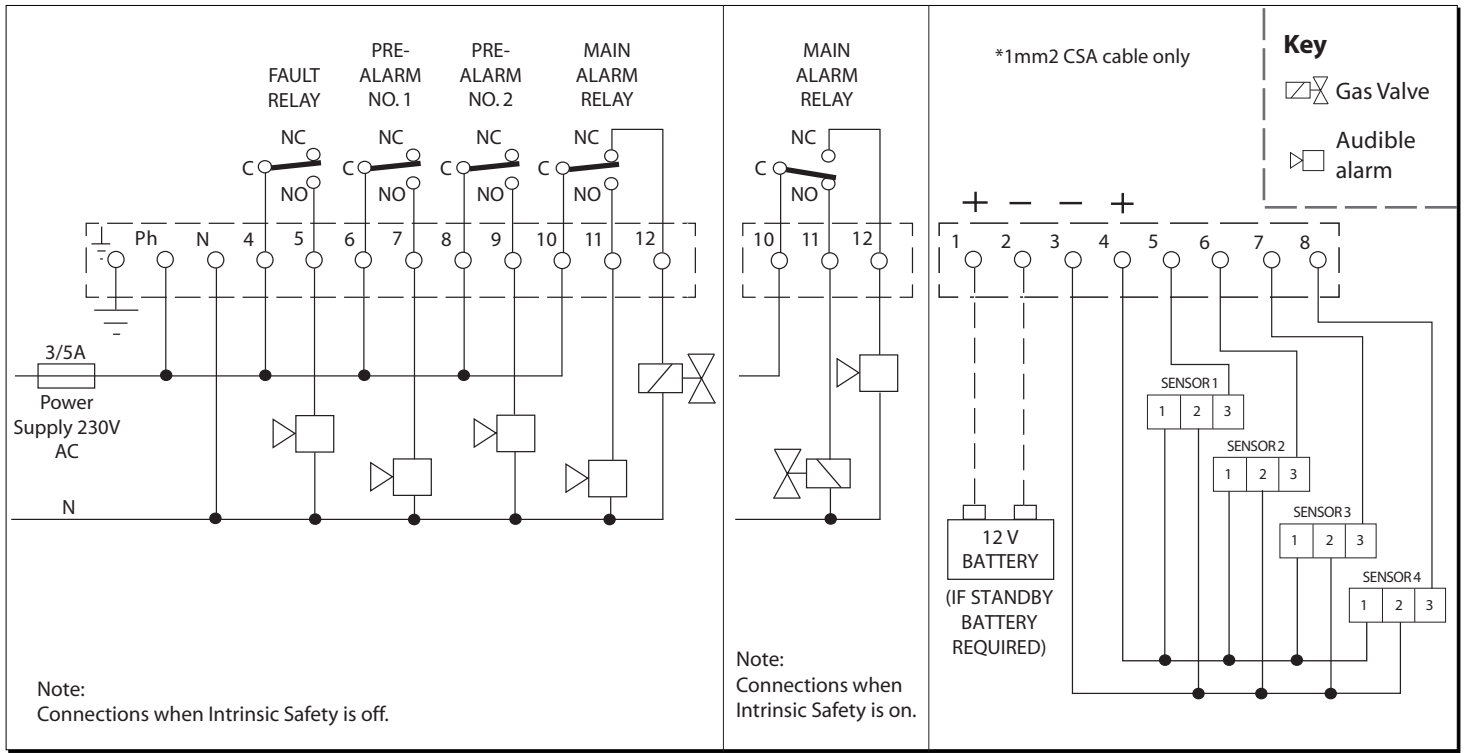 FAULT
RELAY
PRE-
ALARM
NO. 1
PRE-
ALARM
NO. 2
MAIN
ALARM
RELAY
NC
NC
NC
NC
C
C
C
C
NO
NO
NO
NO
Ph
N
4
5
6
7
8
9
10
11
12
3/5A
Power
Supply 230V
AC
N
Note:
Connections when Intrinsic Safety is off.
MAIN
ALARM
RELAY
NC
C
NO
10
11
12
Note:
Connections when
Intrinsic Safety is on.
*1mm2 CSA cable only
Key
Gas Valve
Audible
alarm
+ − − +
1
2
3
4
5
6
7
8
12 V
BATTERY
(IF STANDBY
BATTERY
REQUIRED)
SENSOR 1
1 2 3
SENSOR 2
1 2 3
SENSOR 3
1 2 3
SENSOR 4
1 2 3